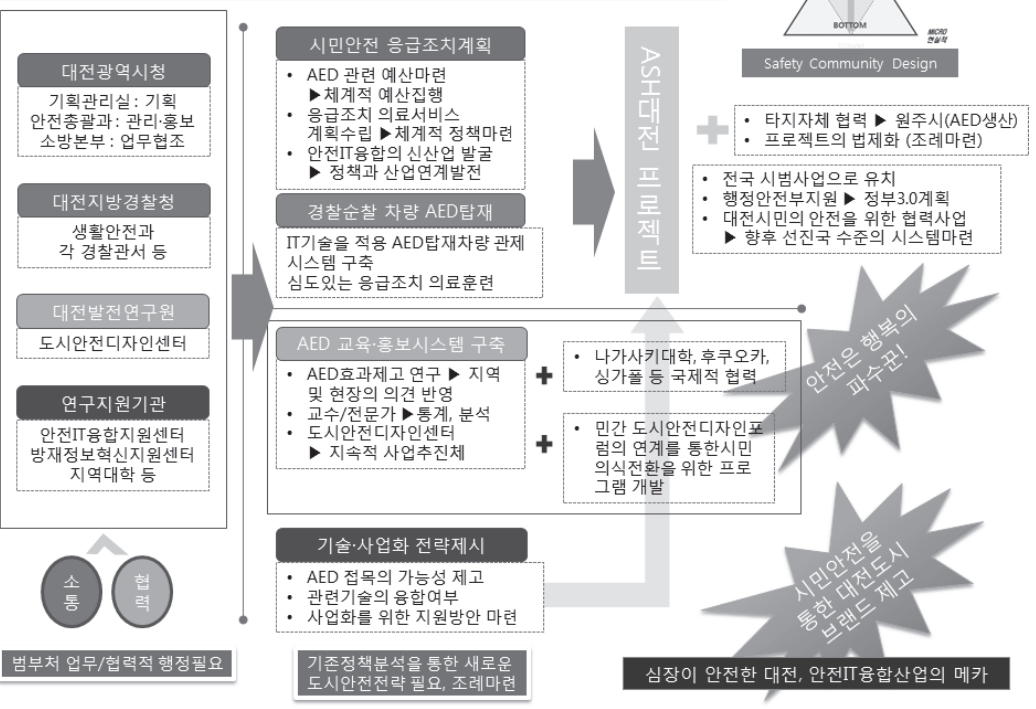 대전광역시청
기획관리실 : 기획
안전총괄과 : 관리·홍보
소방본부 : 업무협조
대전지방경찰청
생활안전과
각 경찰관서 등
대전발전연구원
도시안전디자인센터
연구지원기관
안전IT융합지원센터
방재정보혁신지원센터
지역대학 등
소통
협력
범부처 업무/협력적 행정필요
시민안전 응급조치계획
• AED 관련 예산마련
▶체계적 예산집행
• 응급조치 의료서비스
계획수립 ▶체계적 정책마련
• 안전IT융합의 신산업 발굴
▶ 정책과 산업연계발전
경찰순찰 차량 AED탑재
IT기술을 적용 AED탑재차량 관제
시스템 구축
심도있는 응급조치 의료훈련
AED 교육·홍보시스템 구축
• AED효과제고 연구 ▶ 지역
및 현장의 의견 반영
• 교수/전문가 ▶통계, 분석
• 도시안전디자인센터
▶ 지속적 사업추진체
• 나가사키대학, 후쿠오카,
싱가폴 등 국제적 협력
• 민간 도시안전디자인포
럼의 연계를 통한시민
의식전환을 위한 프로
그램 개발
기술·사업화 전략제시
• AED 접목의 가능성 제고
• 관련기술의 융합여부
• 사업화를 위한 지원방안 마련
기존정책분석을 통한 새로운
도시안전전략 필요, 조례마련
ASH대전 프로젝트
BOTTOM
MICRO
현실적
Safety Community Design
• 타지자체 협력 ▶ 원주시(AED생산)
• 프로젝트의 법제화 (조례마련)
• 전국 시범사업으로 유치
• 행정안전부지원 ▶ 정부3.0계획
• 대전시민의 안전을 위한 협력사업
▶ 향후 선진국 수준의 시스템마련
안전은 행복의
파수꾼!
시민안전을
통한 대전도시
브랜드 제고
심장이 안전한 대전, 안전IT융합산업의 메카